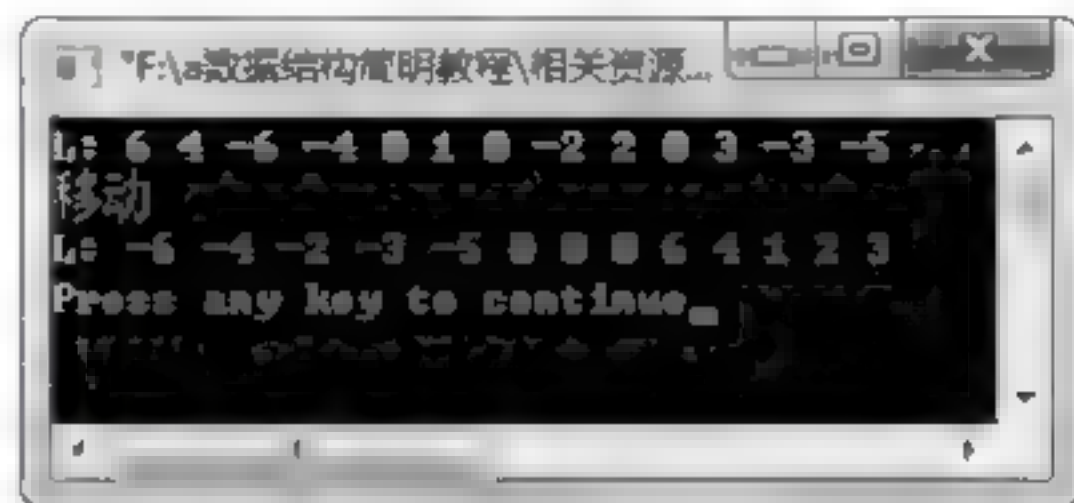 "F:\a数据结构简明教程\相关资源...
L: 6 4 -6 -4 0 1 0 -2 2 0 3 -3 -5
移动
L: -6 -4 -2 -3 -5 0 0 0 6 4 1 2 3
Press any key to continue_